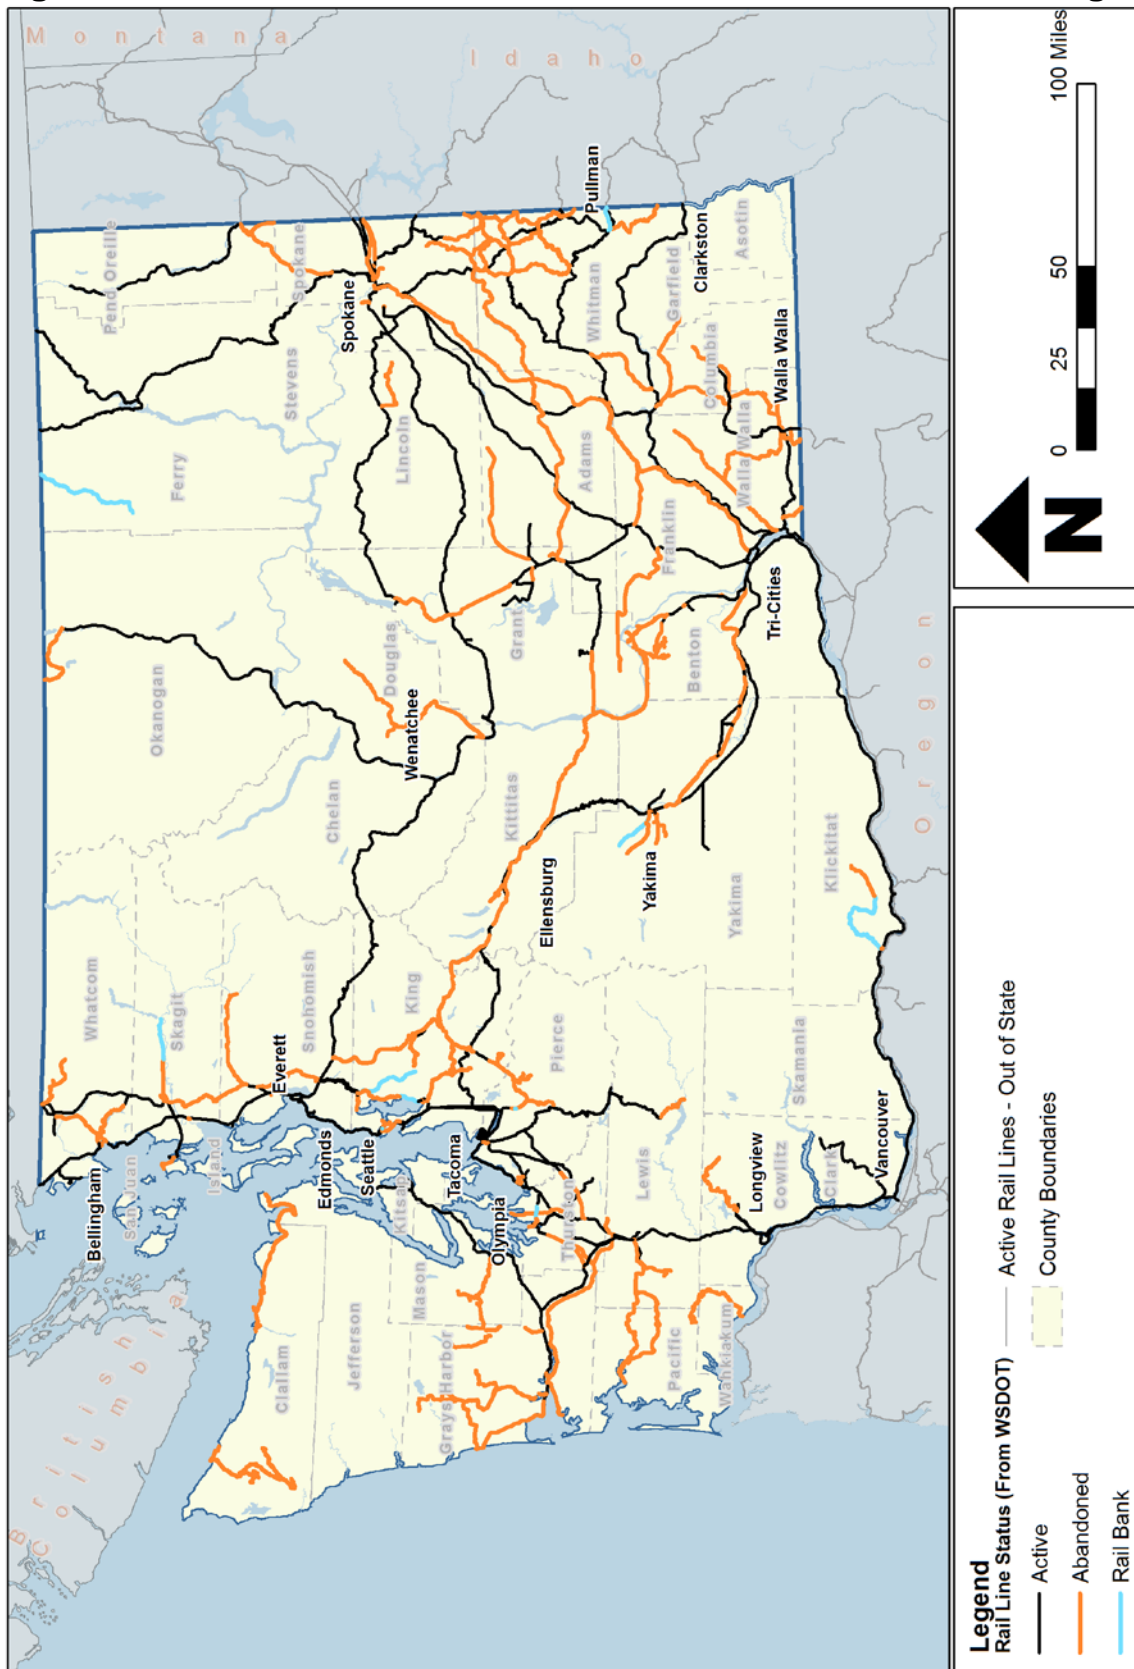 British
Columbia
Montana
Idaho
Oregon
Whatcom
Okanogan
Ferry
Pend Oreille
Stevens
Bellingham
San Juan
Skagit
Island
Clallam
Snohomish
Everett
Chelan
Douglas
Lincoln
Spokane
Spokane
Edmonds
Seattle
Kitsap
King
Jefferson
Mason
Grays Harbor
Tacoma
Olympia
Thurston
Pierce
Kittitas
Wenatchee
Grant
Ellensburg
Adams
Whitman
Pullman
Lewis
Pacific
Wahkiakum
Yakima
Yakima
Benton
Franklin
Tri-Cities
Walla Walla
Walla Walla
Columbia
Garfield
Clarkston
Asotin
Longview
Cowlitz
Skamania
Clark
Vancouver
Klickitat
Legend
Rail Line Status (From WSDOT)
Active
Abandoned
Rail Bank
Active Rail Lines - Out of State
County Boundaries
N
0 25 50 100 Miles